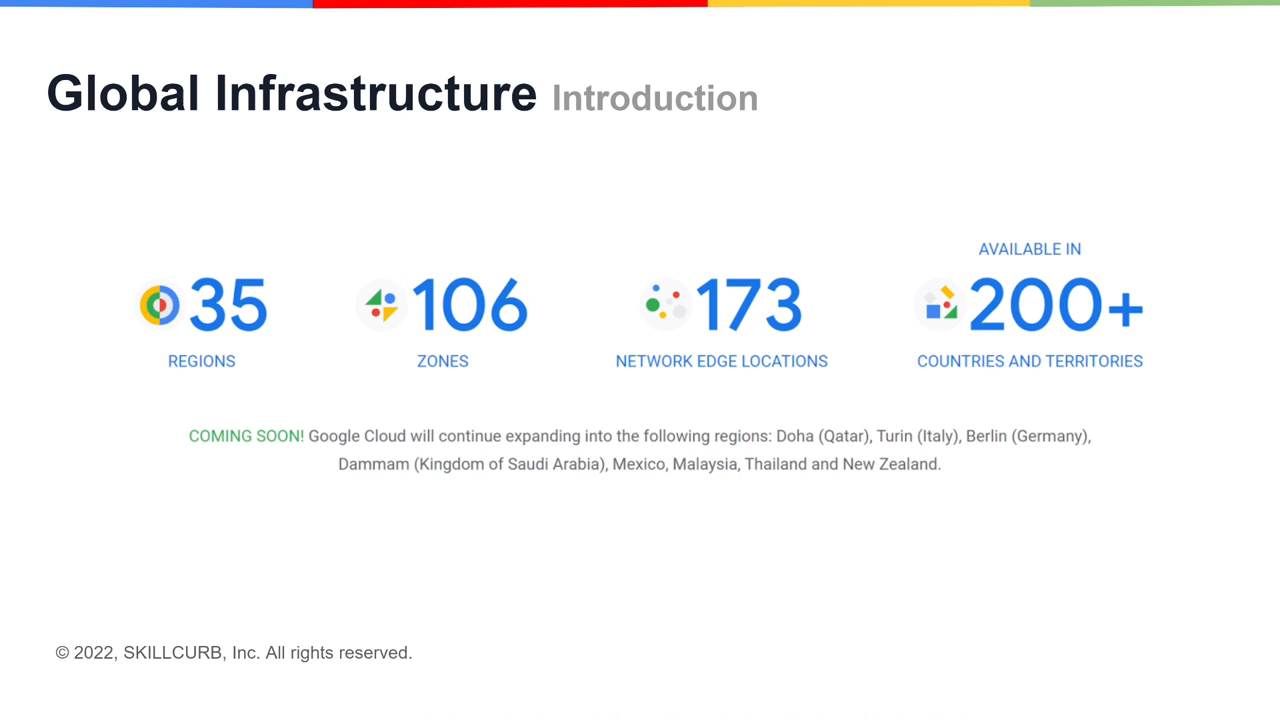 Global Infrastructure Introduction
AVAILABLE IN
35 106 173 200+
REGIONS ZONES NETWORK EDGE LOCATIONS COUNTRIES AND TERRITORIES
COMING SOON! Google Cloud will continue expanding into the following regions: Doha (Qatar), Turin (Italy), Berlin (Germany),
Dammam (Kingdom of Saudi Arabia), Mexico, Malaysia, Thailand and New Zealand.
© 2022, SKILLCURB, Inc. All rights reserved.